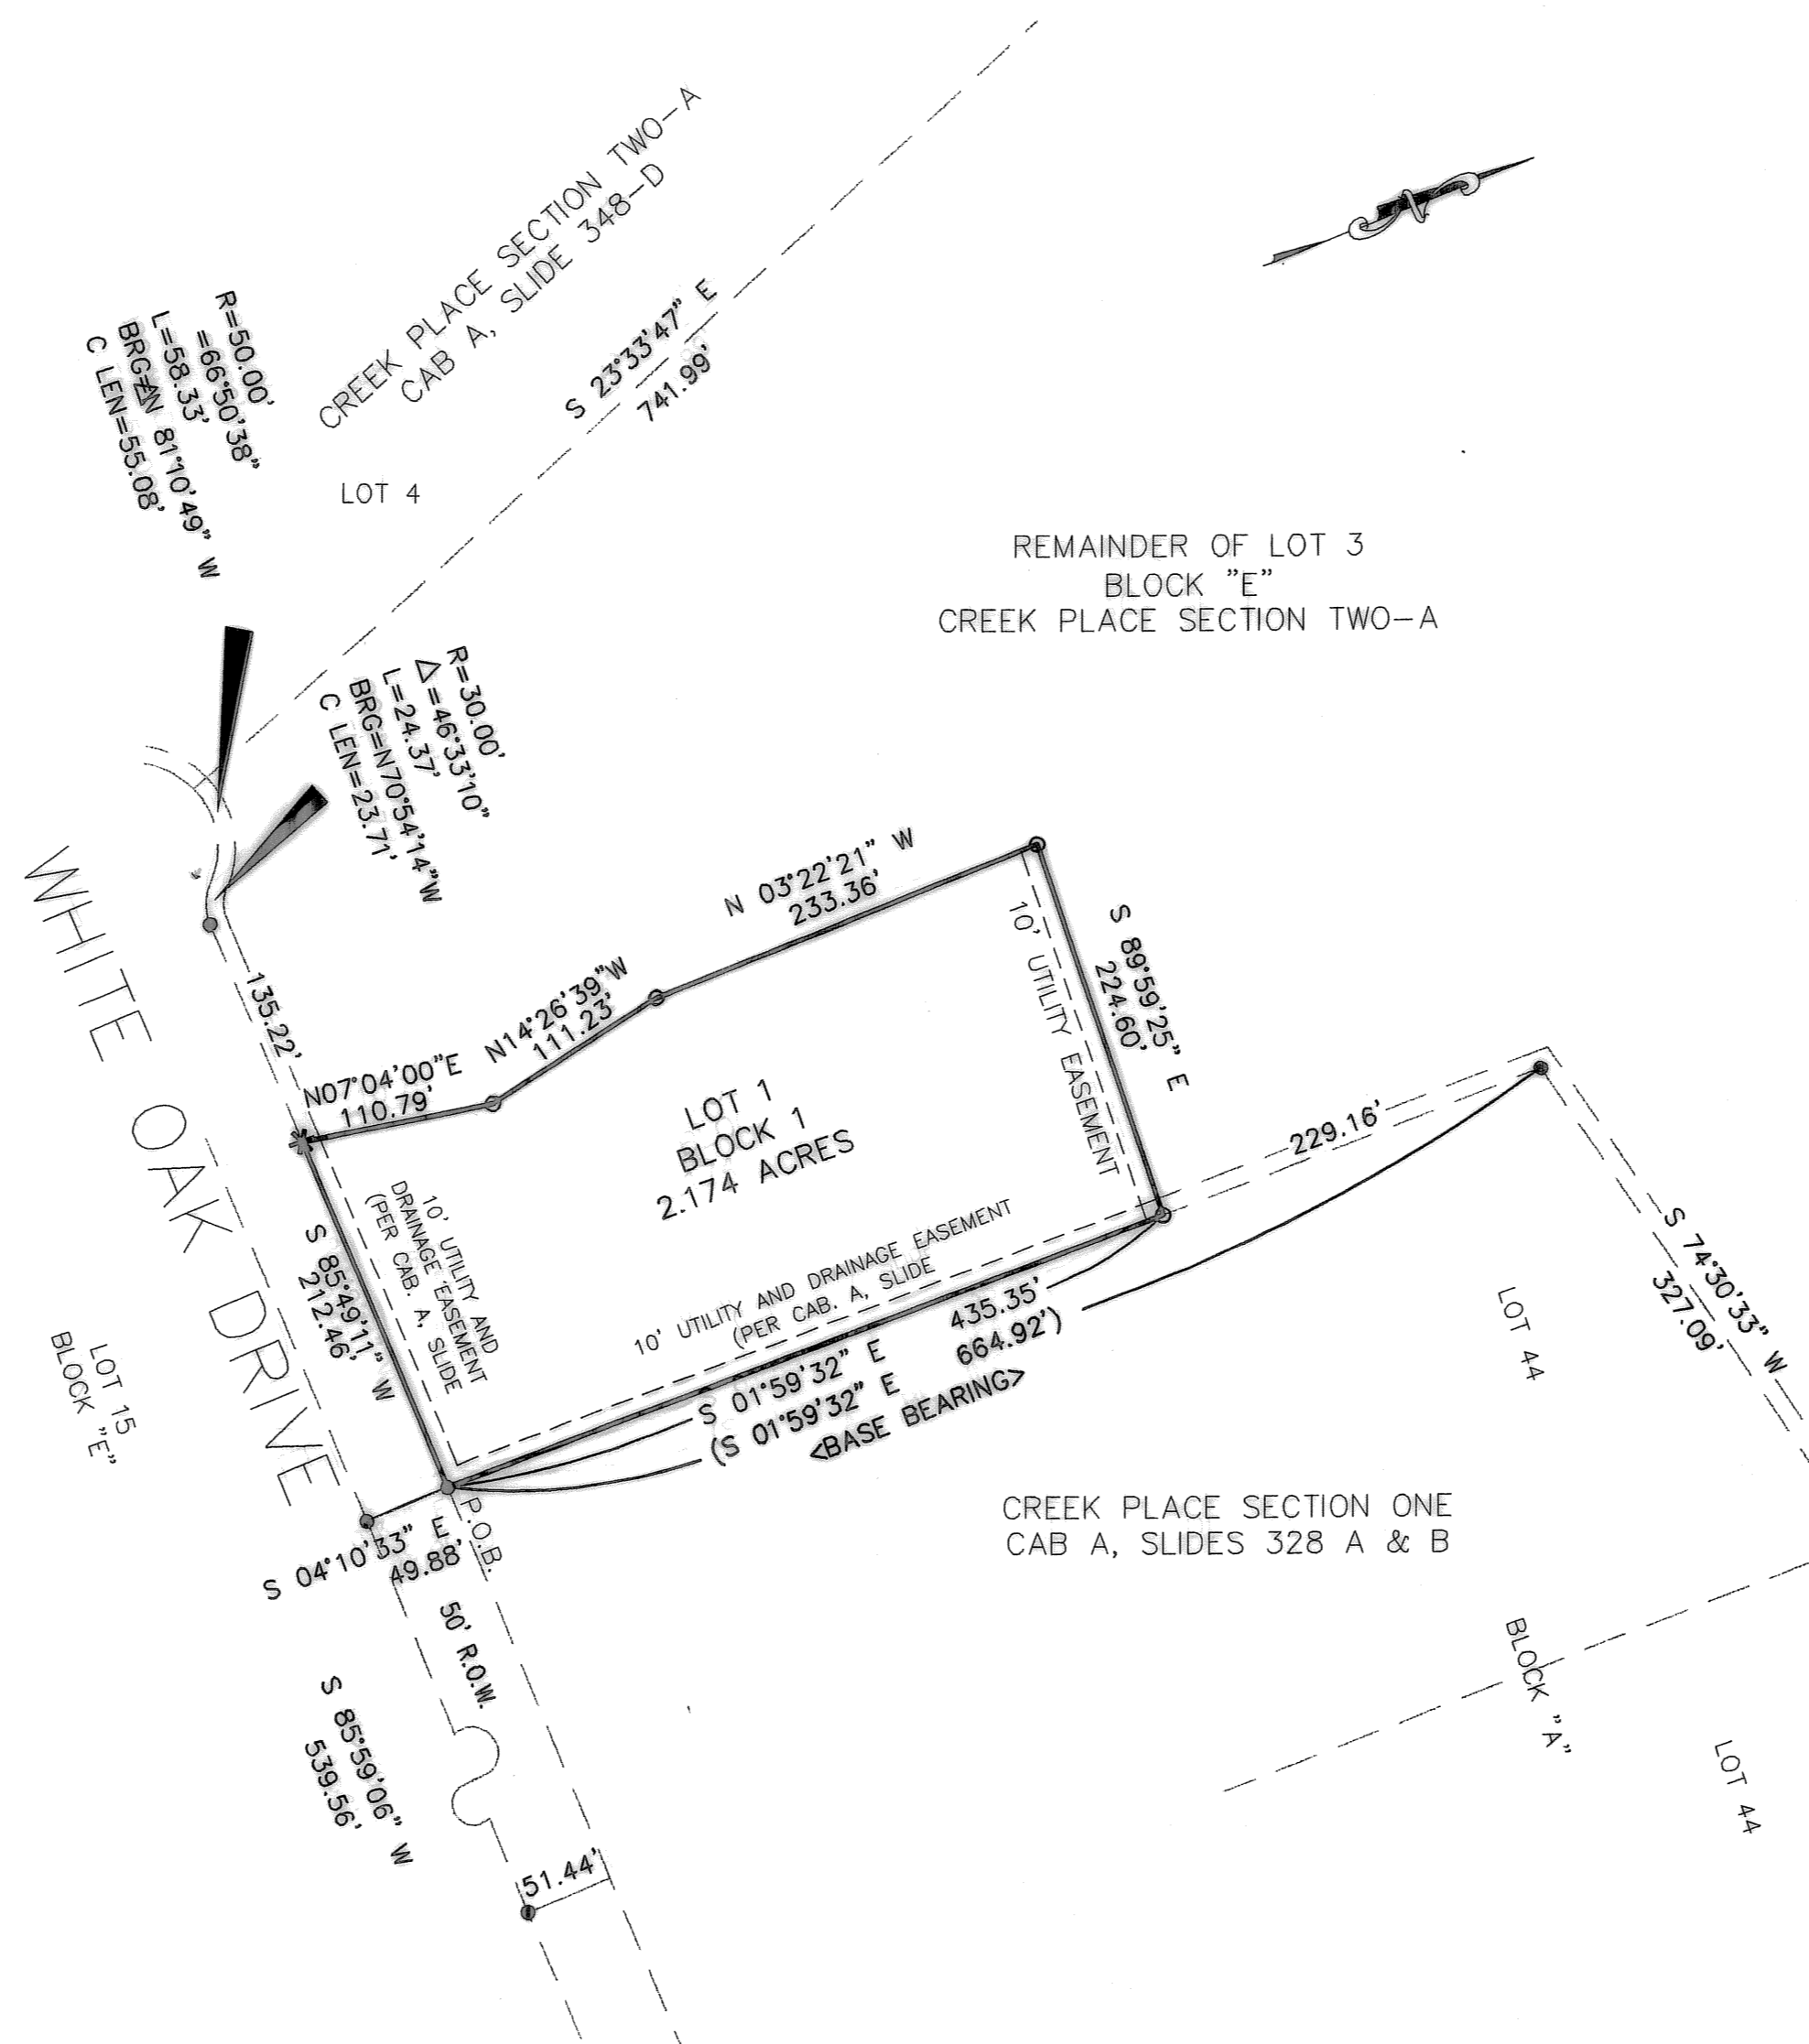 CREEK PLACE SECTION TWO-A
CAB A, SLIDE 348-D
S 23°33'47" E
741.99'
R=50.00'
=66°50'38"
L=58.33'
BRG=N 81°10'49" W
C LEN=55.08'
LOT 4
REMAINDER OF LOT 3
BLOCK "E"
CREEK PLACE SECTION TWO-A
R=30.00'
Δ=46°33'10"
L=24.37'
BRG=N70°54'14"W
C LEN=23.71'
WHITE OAK DRIVE
135.22'
N07°04'00"E
110.79'
N14°26'39"W
111.23'
N 03°22'21" W
233.36'
S 89°59'25" E
224.60'
10' UTILITY EASEMENT
LOT 1
BLOCK 1
2.174 ACRES
10' UTILITY AND
DRAINAGE EASEMENT
(PER CAB. A, SLIDE
S 85°49'11" W
212.46'
10' UTILITY AND DRAINAGE EASEMENT
(PER CAB. A, SLIDE
S 01°59'32" E 435.35'
(S 01°59'32" E 664.92')
<BASE BEARING>
229.16'
S 74°30'33" W
327.09'
LOT 44
LOT 15
BLOCK "E"
P.O.B.
S 04°10'33" E
49.88'
50' R.O.W.
S 85°59'06" W
539.56'
51.44'
CREEK PLACE SECTION ONE
CAB A, SLIDES 328 A & B
BLOCK "A"
LOT 44
N